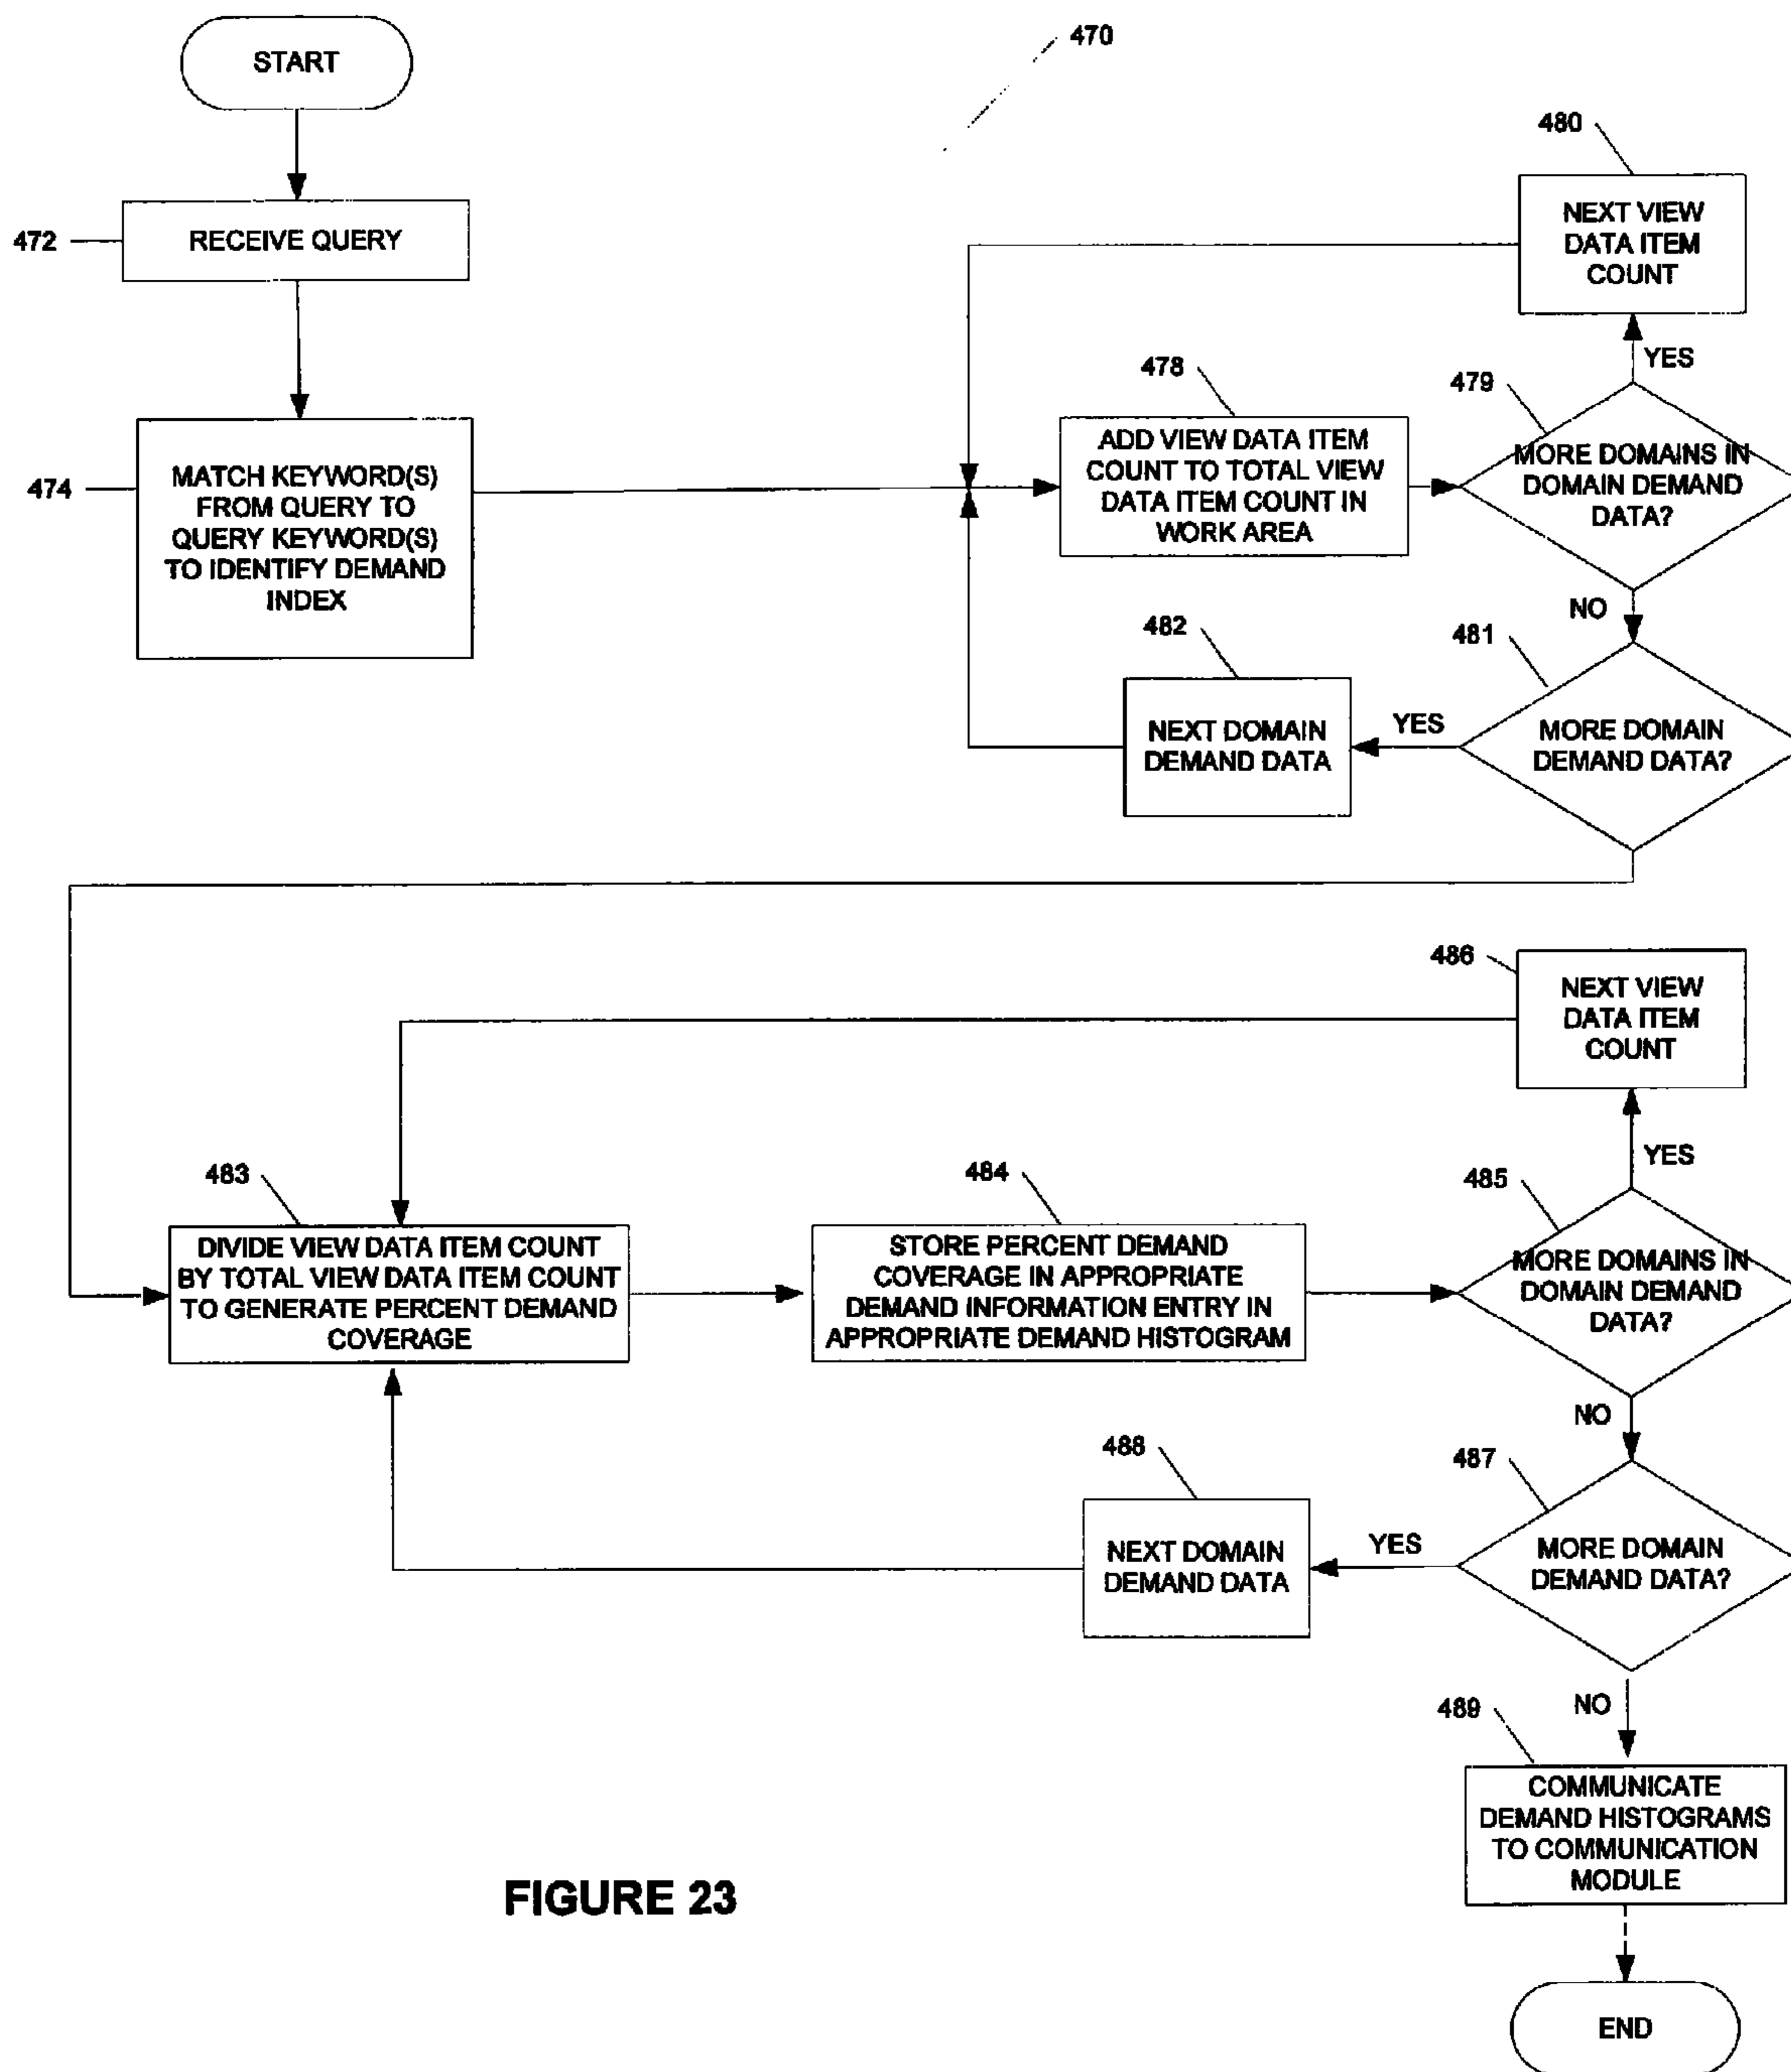 START
470
472
RECEIVE QUERY
474
MATCH KEYWORD(S)
FROM QUERY TO
QUERY KEYWORD(S)
TO IDENTIFY DEMAND
INDEX
480
NEXT VIEW
DATA ITEM
COUNT
YES
478
ADD VIEW DATA ITEM
COUNT TO TOTAL VIEW
DATA ITEM COUNT IN
WORK AREA
479
MORE DOMAINS IN
DOMAIN DEMAND
DATA?
NO
482
NEXT DOMAIN
DEMAND DATA
YES
481
MORE DOMAIN
DEMAND DATA?
486
NEXT VIEW
DATA ITEM
COUNT
YES
483
DIVIDE VIEW DATA ITEM COUNT
BY TOTAL VIEW DATA ITEM COUNT
TO GENERATE PERCENT DEMAND
COVERAGE
484
STORE PERCENT DEMAND
COVERAGE IN APPROPRIATE
DEMAND INFORMATION ENTRY IN
APPROPRIATE DEMAND HISTOGRAM
485
MORE DOMAINS IN
DOMAIN DEMAND
DATA?
NO
488
NEXT DOMAIN
DEMAND DATA
YES
487
MORE DOMAIN
DEMAND DATA?
NO
489
COMMUNICATE
DEMAND HISTOGRAMS
TO COMMUNICATION
MODULE
END
FIGURE 23